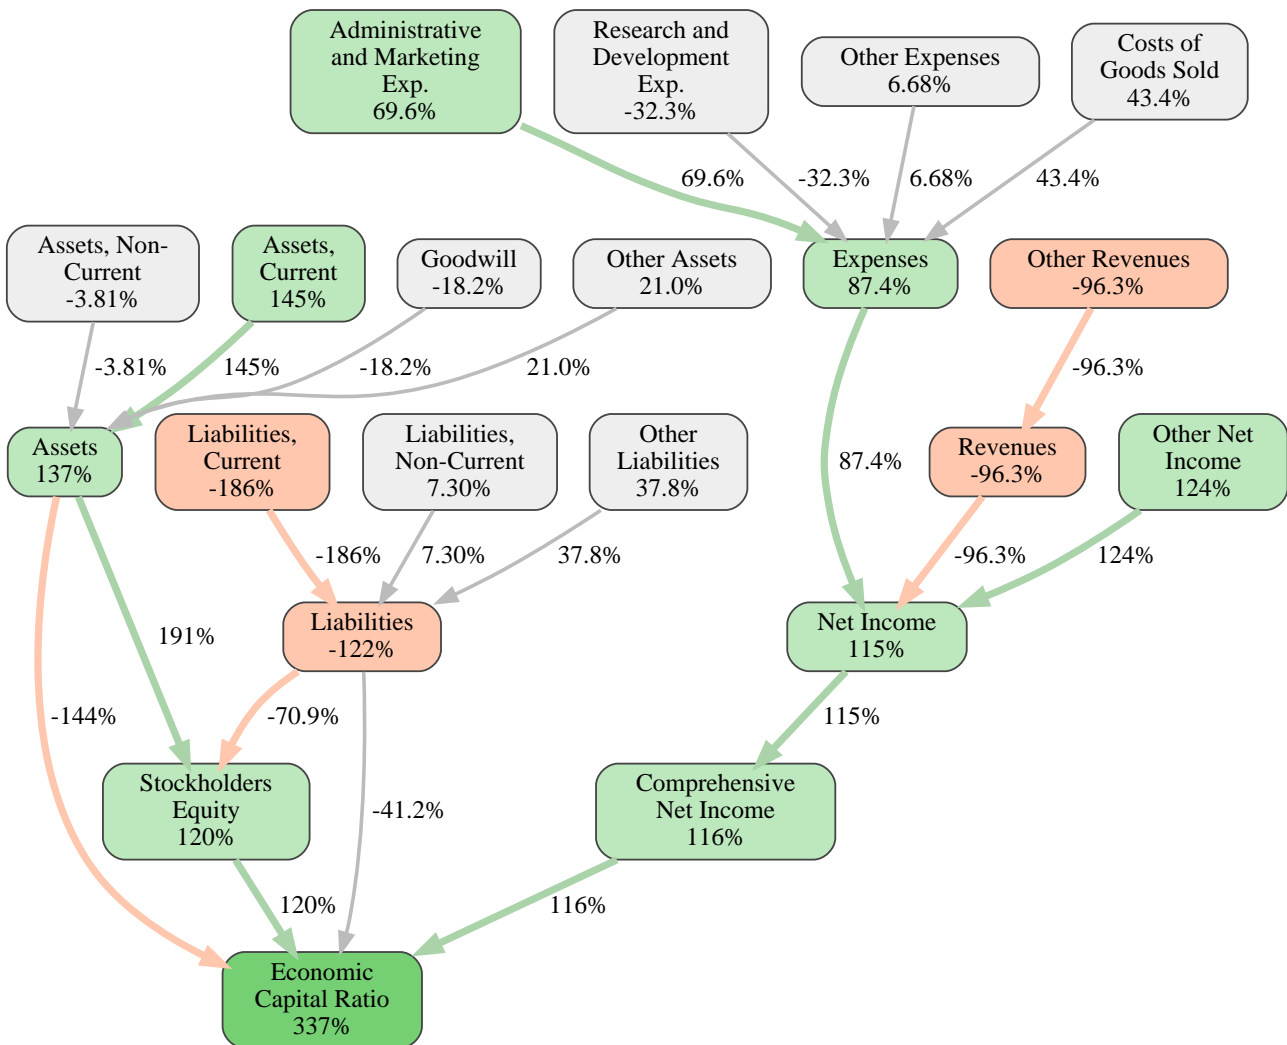 Administrative
and Marketing
Exp.
69.6%
Research and
Development
Exp.
-32.3%
Other Expenses
6.68%
Costs of
Goods Sold
43.4%
69.6%
-32.3%
6.68%
43.4%
Assets, Non-
Current
-3.81%
Assets,
Current
145%
Goodwill
-18.2%
Other Assets
21.0%
Expenses
87.4%
Other Revenues
-96.3%
-3.81%
145%
-18.2%
21.0%
-96.3%
Assets
137%
Liabilities,
Current
-186%
Liabilities,
Non-Current
7.30%
Other
Liabilities
37.8%
87.4%
Revenues
-96.3%
Other Net
Income
124%
-186%
7.30%
37.8%
-96.3%
124%
191%
Liabilities
-122%
Net Income
115%
-144%
-70.9%
115%
Stockholders
Equity
120%
-41.2%
Comprehensive
Net Income
116%
120%
116%
Economic
Capital Ratio
337%